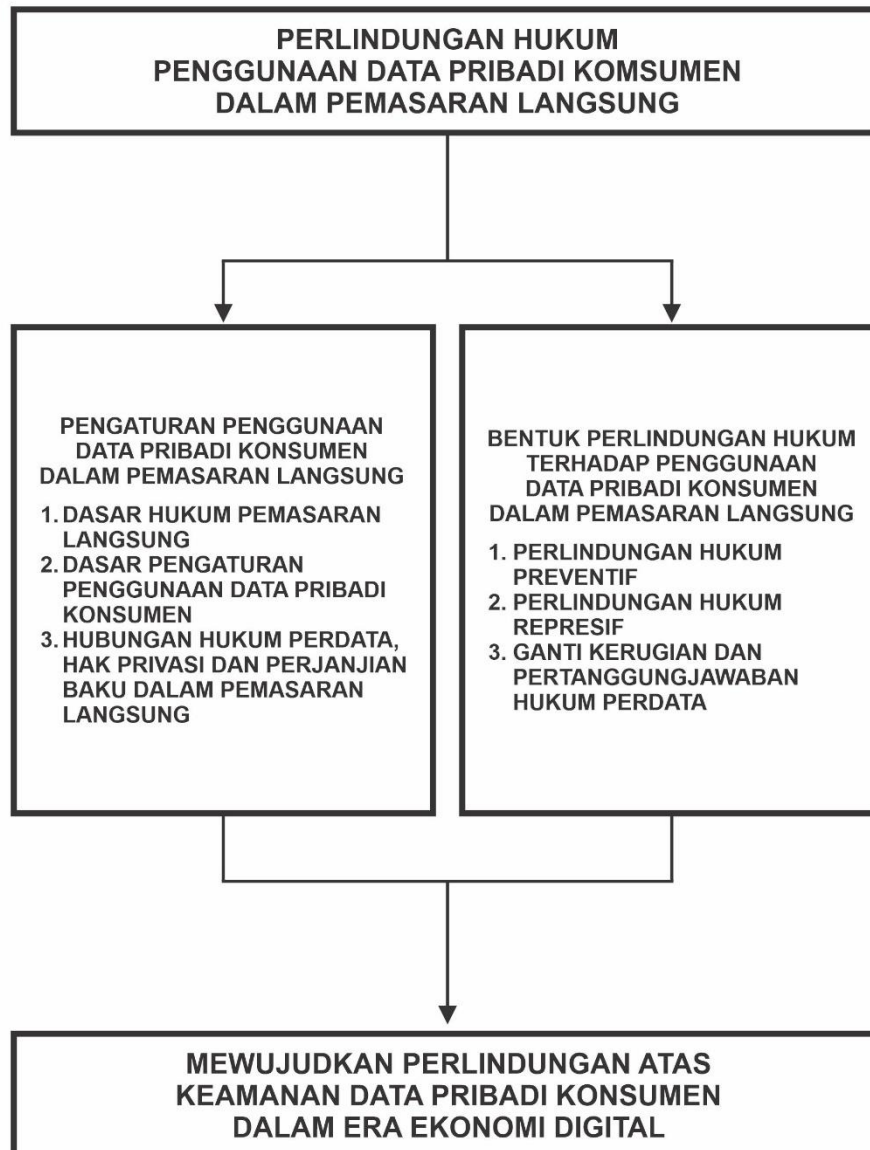 PERLINDUNGAN HUKUM
PENGGUNAAN DATA PRIBADI KOMSUMEN
DALAM PEMASARAN LANGSUNG
PENGATURAN PENGGUNAAN
DATA PRIBADI KONSUMEN
DALAM PEMASARAN LANGSUNG
1. DASAR HUKUM PEMASARAN
LANGSUNG
2. DASAR PENGATURAN
PENGGUNAAN DATA PRIBADI
KONSUMEN
3. HUBUNGAN HUKUM PERDATA,
HAK PRIVASI DAN PERJANJIAN
BAKU DALAM PEMASARAN
LANGSUNG
BENTUK PERLINDUNGAN HUKUM
TERHADAP PENGGUNAAN
DATA PRIBADI KONSUMEN
DALAM PEMASARAN LANGSUNG
1. PERLINDUNGAN HUKUM
PREVENTIF
2. PERLINDUNGAN HUKUM
REPRESIF
3. GANTI KERUGIAN DAN
PERTANGGUNGJAWABAN
HUKUM PERDATA
MEWUJUDKAN PERLINDUNGAN ATAS
KEAMANAN DATA PRIBADI KONSUMEN
DALAM ERA EKONOMI DIGITAL